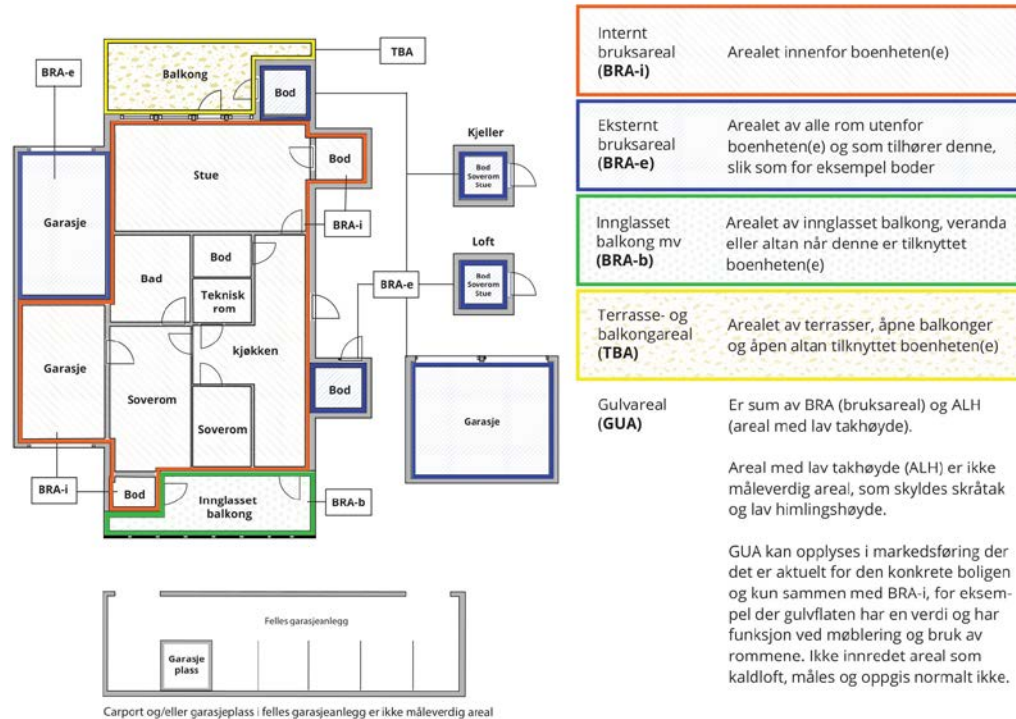 TBA
BRA-e
Balkong
Bod
Stue
Bod
BRA-i
Garasje
Bad
Bod
Teknisk
rom
kjøkken
Garasje
Soverom
Soverom
Bod
BRA-i
Bod
Innglasset
balkong
BRA-b
Kjeller
Bod
Soverom
Stue
Loft
Bod
Soverom
Stue
BRA-e
Garasje
Felles garasjeanlegg
Garasje
plass
Carport og/eller garasjeplass i felles garasjeanlegg er ikke måleverdig areal
Internt
bruksareal
(BRA-i)
Arealet innenfor boenheten(e)
Eksternt
bruksareal
(BRA-e)
Arealet av alle rom utenfor
boenheten(e) og som tilhører denne,
slik som for eksempel boder
Innglasset
balkong mv
(BRA-b)
Arealet av innglasset balkong, veranda
eller altan når denne er tilknyttet
boenheten(e)
Terrasse- og
balkongareal
(TBA)
Arealet av terrasser, åpne balkonger
og åpen altan tilknyttet boenheten(e)
Gulvareal
(GUA)
Er sum av BRA (bruksareal) og ALH
(areal med lav takhøyde).
Areal med lav takhøyde (ALH) er ikke
måleverdig areal, som skyldes skråtak
og lav himlingshøyde.
GUA kan opplyses i markedsføring der
det er aktuelt for den konkrete boligen
og kun sammen med BRA-i, for eksem-
pel der gulvflaten har en verdi og har
funksjon ved møblering og bruk av
rommene. Ikke innredet areal som
kaldloft, måles og oppgis normalt ikke.